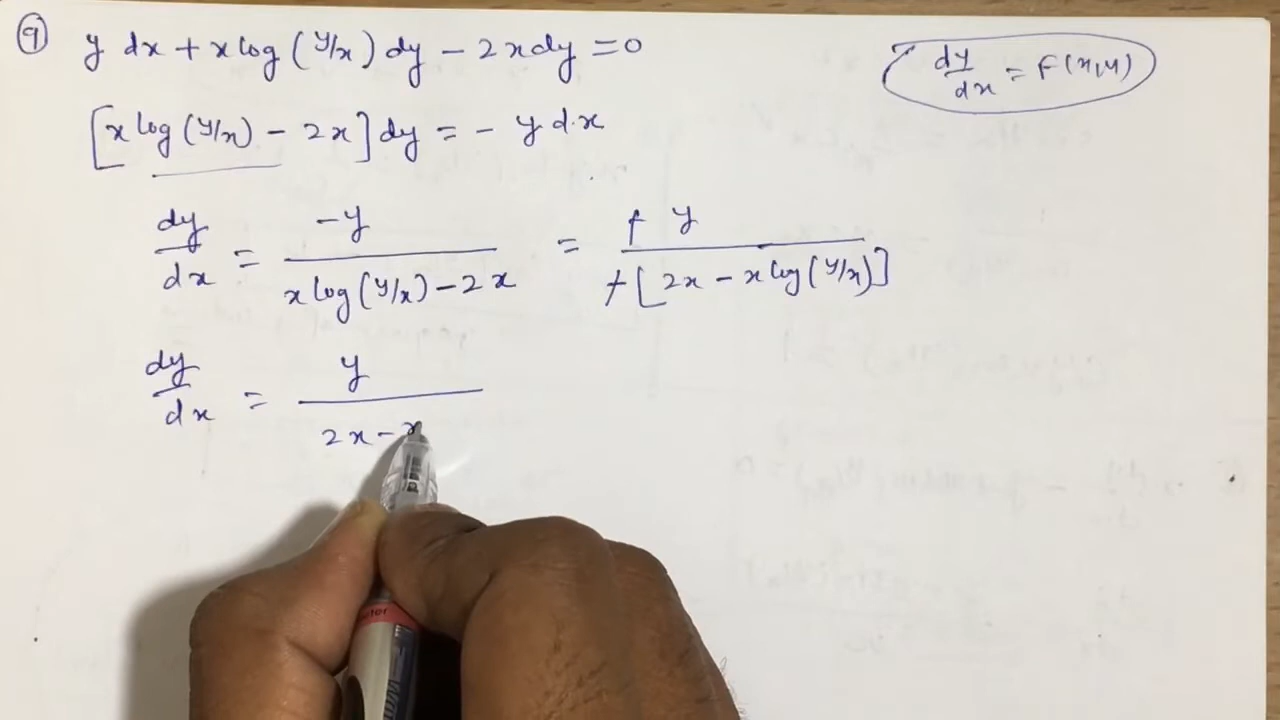 9 y dx + x log (y/x) dy - 2x dy = 0
dy/dx = F(x,y)
[x log (y/x) - 2x] dy = - y d.x
dy/dx = -y / x log (y/x) - 2x = + y / + [2x - x log (y/x)]
dy/dx = y / 2x - x